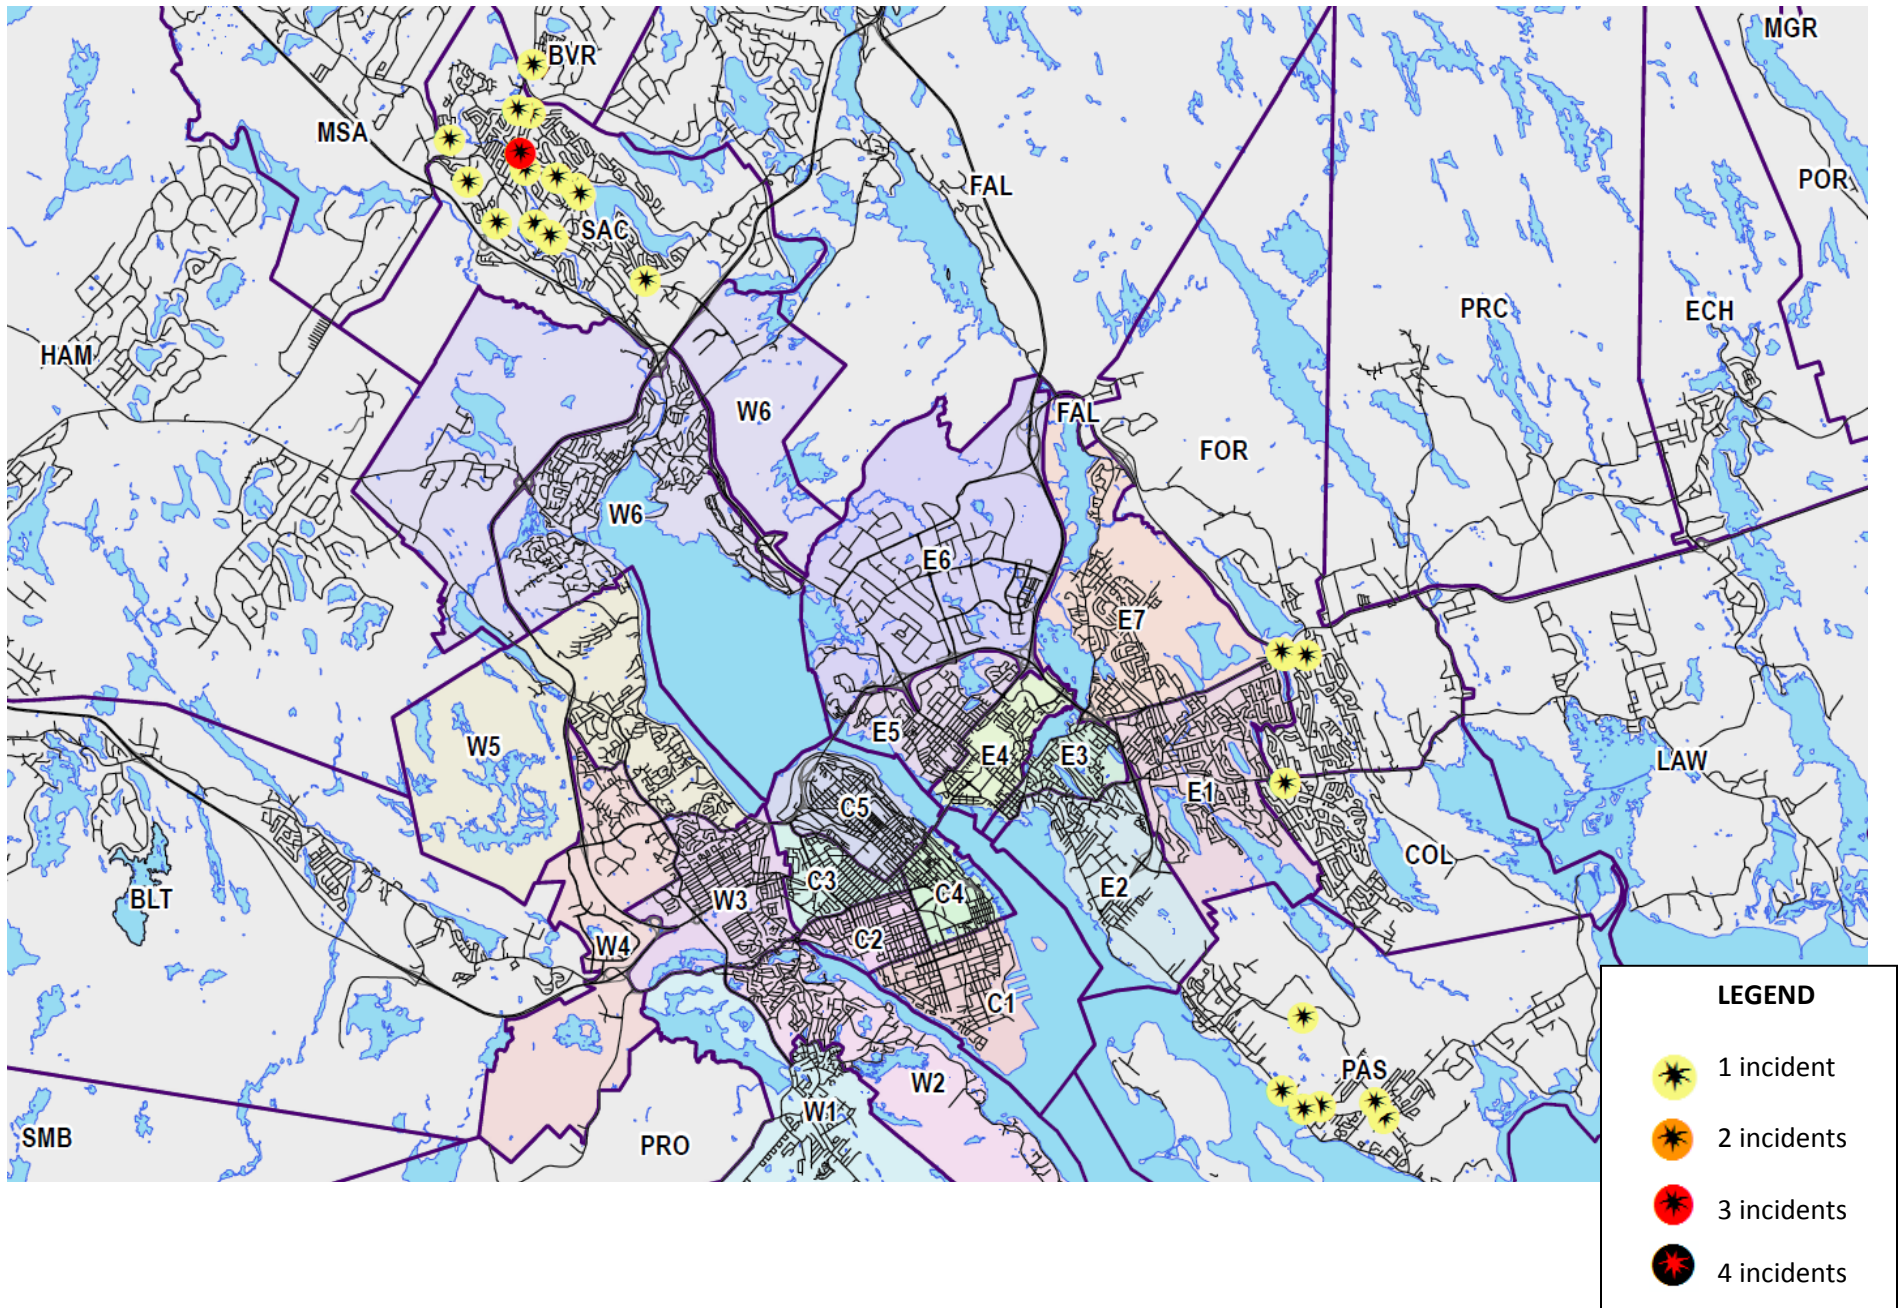 MGR
BVR
MSA
FAL
POR
SAC
PRC
ECH
HAM
W6
FAL
FOR
W6
E6
E7
E5
W5
E4
E3
LAW
E1
C5
COL
C3
E2
BLT
W3
C4
C2
W4
C1
PAS
W2
W1
SMB
PRO
LEGEND
1 incident
2 incidents
3 incidents
4 incidents